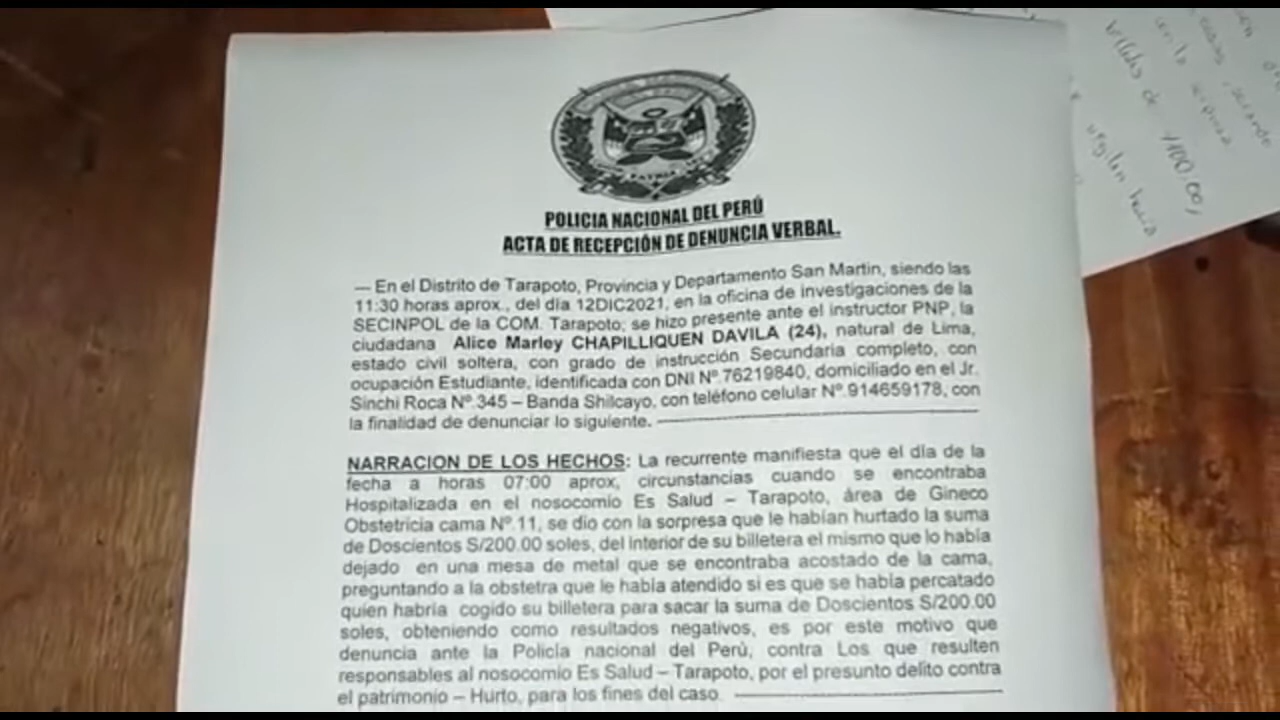 POLICIA NACIONAL DEL PERÚ
ACTA DE RECEPCIÓN DE DENUNCIA VERBAL.
— En el Distrito de Tarapoto, Provincia y Departamento San Martin, siendo las
11:30 horas aprox., del día 12DIC2021, en la oficina de investigaciones de la
SECINPOL de la COM. Tarapoto; se hizo presente ante el instructor PNP, la
ciudadana Alice Marley CHAPILLIQUEN DAVILA (24), natural de Lima,
estado civil soltera, con grado de instrucción Secundaria completo, con
ocupación Estudiante, identificada con DNI Nº.76219840, domiciliado en el Jr.
Sinchi Roca Nº.345 – Banda Shilcayo, con teléfono celular Nº.914659178, con
la finalidad de denunciar lo siguiente.
NARRACION DE LOS HECHOS: La recurrente manifiesta que el día de la
fecha a horas 07:00 aprox, circunstancias cuando se encontraba
Hospitalizada en el nosocomio Es Salud – Tarapoto, área de Gineco
Obstetricia cama Nº.11, se dio con la sorpresa que le habían hurtado la suma
de Doscientos S/200.00 soles, del interior de su billetera el mismo que lo había
dejado en una mesa de metal que se encontraba acostado de la cama,
preguntando a la obstetra que le había atendido si es que se había percatado
quien habría cogido su billetera para sacar la suma de Doscientos S/200.00
soles, obteniendo como resultados negativos, es por este motivo que
denuncia ante la Policía nacional del Perú, contra Los que resulten
responsables al nosocomio Es Salud – Tarapoto, por el presunto delito contra
el patrimonio – Hurto, para los fines del caso.